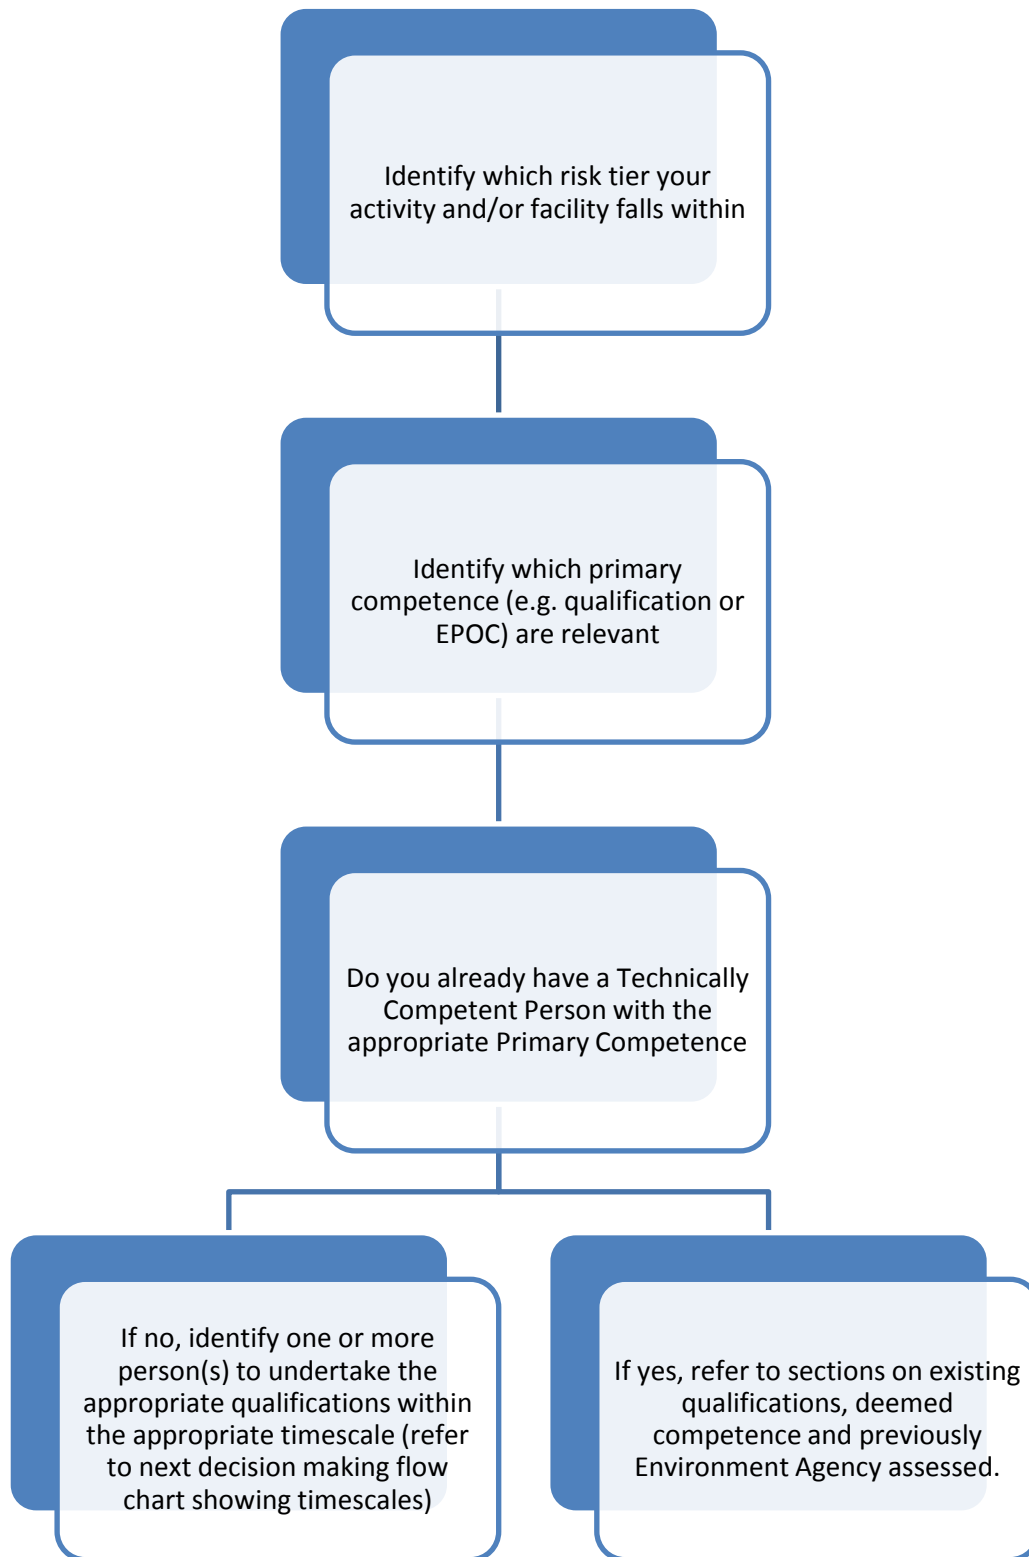 Identify which risk tier your
activity and/or facility falls within
Identify which primary
competence (e.g. qualification or
EPOC) are relevant
Do you already have a Technically
Competent Person with the
appropriate Primary Competence
If no, identify one or more
person(s) to undertake the
appropriate qualifications within
the appropriate timescale (refer
to next decision making flow
chart showing timescales)
If yes, refer to sections on existing
qualifications, deemed
competence and previously
Environment Agency assessed.